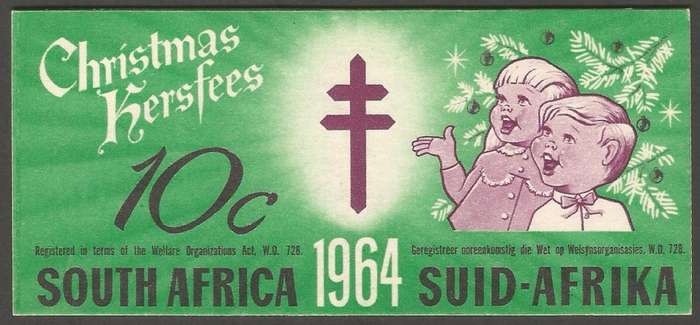 Christmas
Kersfees
10c
Registered in terms of the Welfare Organizations Act, W.O. 728.
Geregistreer ooreenkomstig die Wet op Welsynsorganisasies, W.O. 728.
SOUTH AFRICA 1964 SUID-AFRIKA